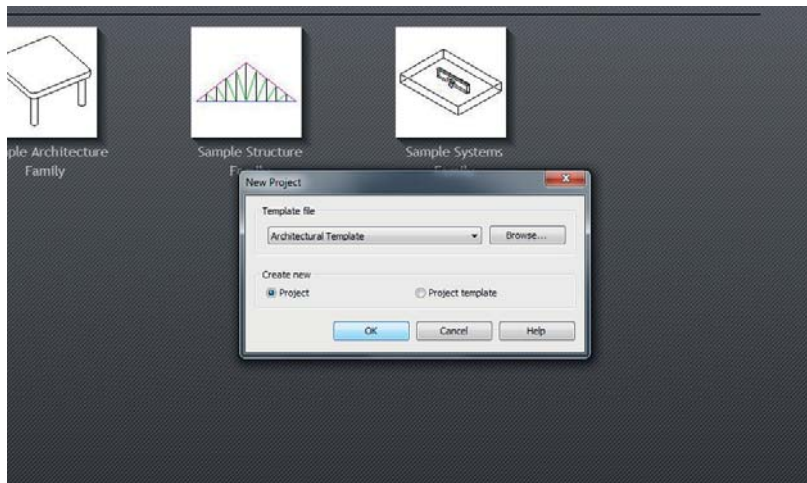 ple Architecture
Family
Sample Structure
Sample Systems
Family
New Project
Template file
Architectural Template
Browse...
Create new
Project
Project template
OK
Cancel
Help